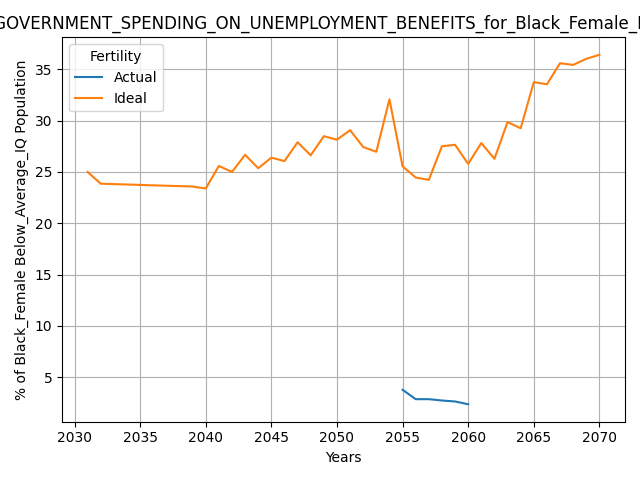 GOVERNMENT_SPENDING_ON_UNEMPLOYMENT_BENEFITS_for_Black_Female_
Fertility
Actual
Ideal
% of Black_Female Below_Average_IQ Population
35
30
25
20
15
10
5
2030 2035 2040 2045 2050 2055 2060 2065 2070
Years